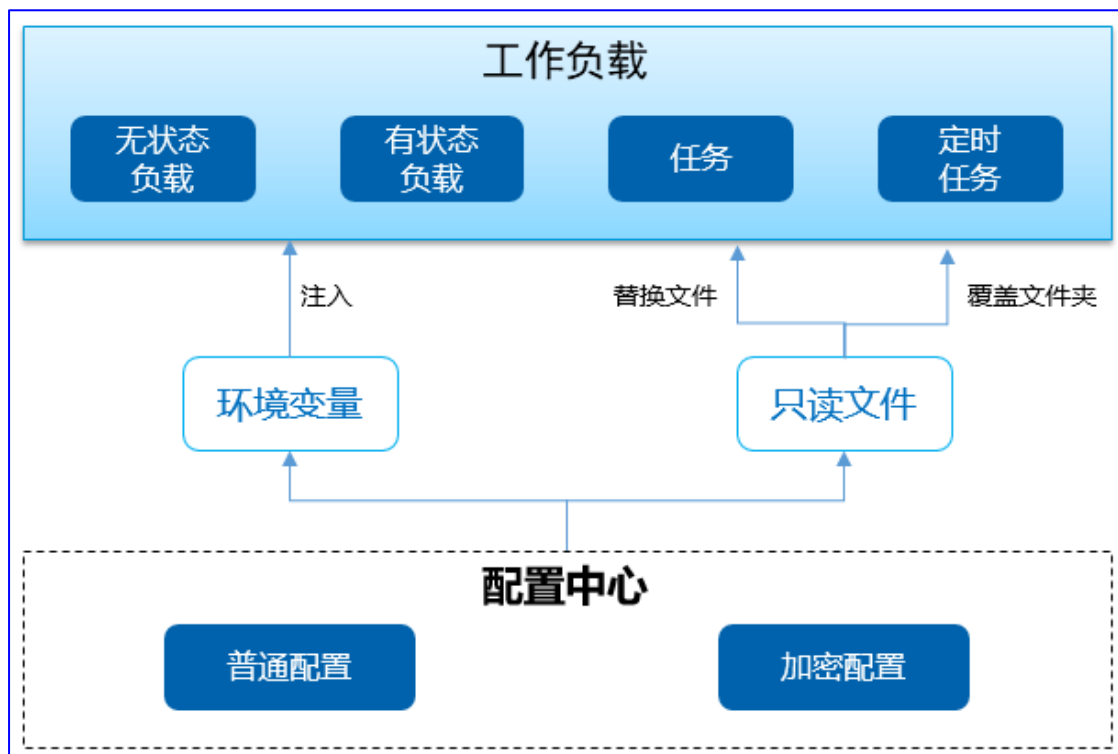 工作负载
无状态
负载
有状态
负载
任务
定时
任务
注入
替换文件
覆盖文件夹
环境变量
只读文件
配置中心
普通配置
加密配置